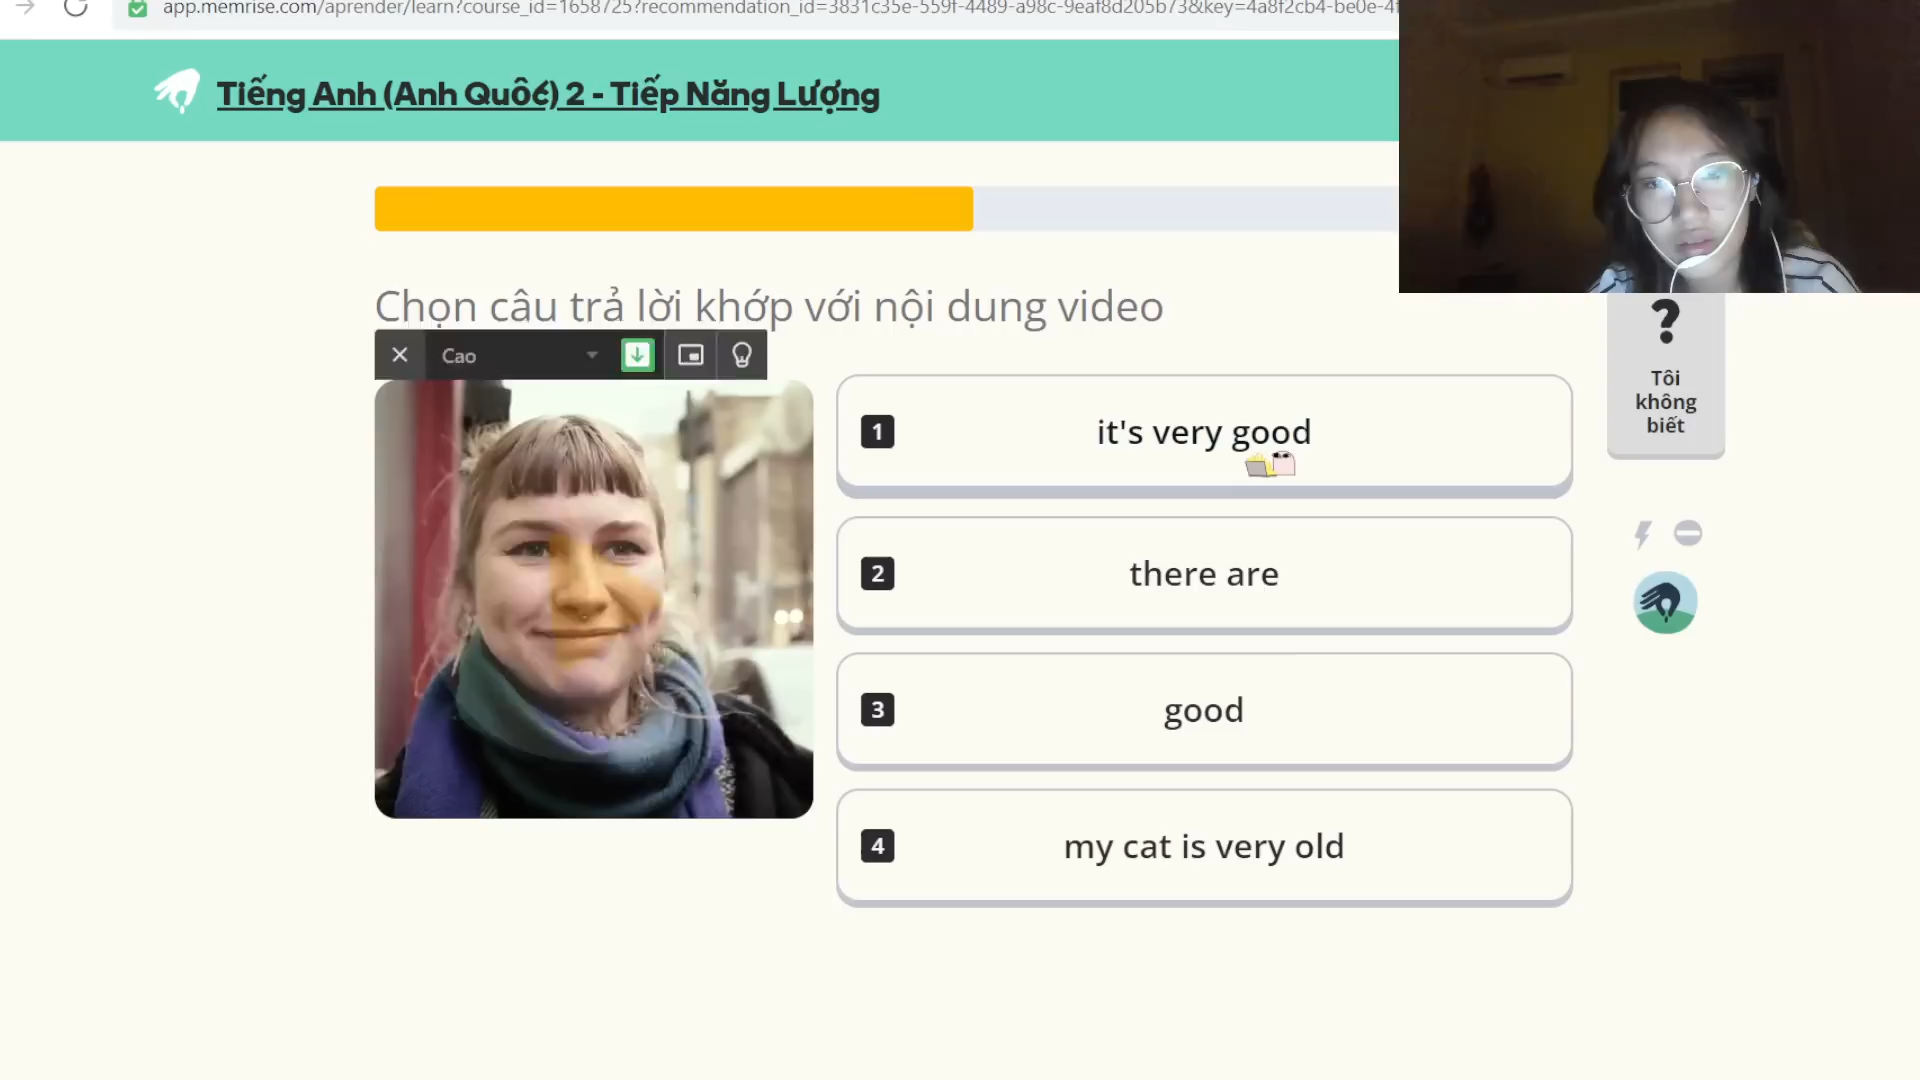 app.memrise.com/aprender/learn?course_id=1658725?recommendation_id=3831c35e-559f-4489-a98c-9eaf8d205b73&key=4a8f2cb4-be0e-4f
Tiếng Anh (Anh Quốc) 2 - Tiếp Năng Lượng
Chọn câu trả lời khớp với nội dung video
Cao
1 it's very good
2 there are
3 good
4 my cat is very old
?
Tôi
không
biết